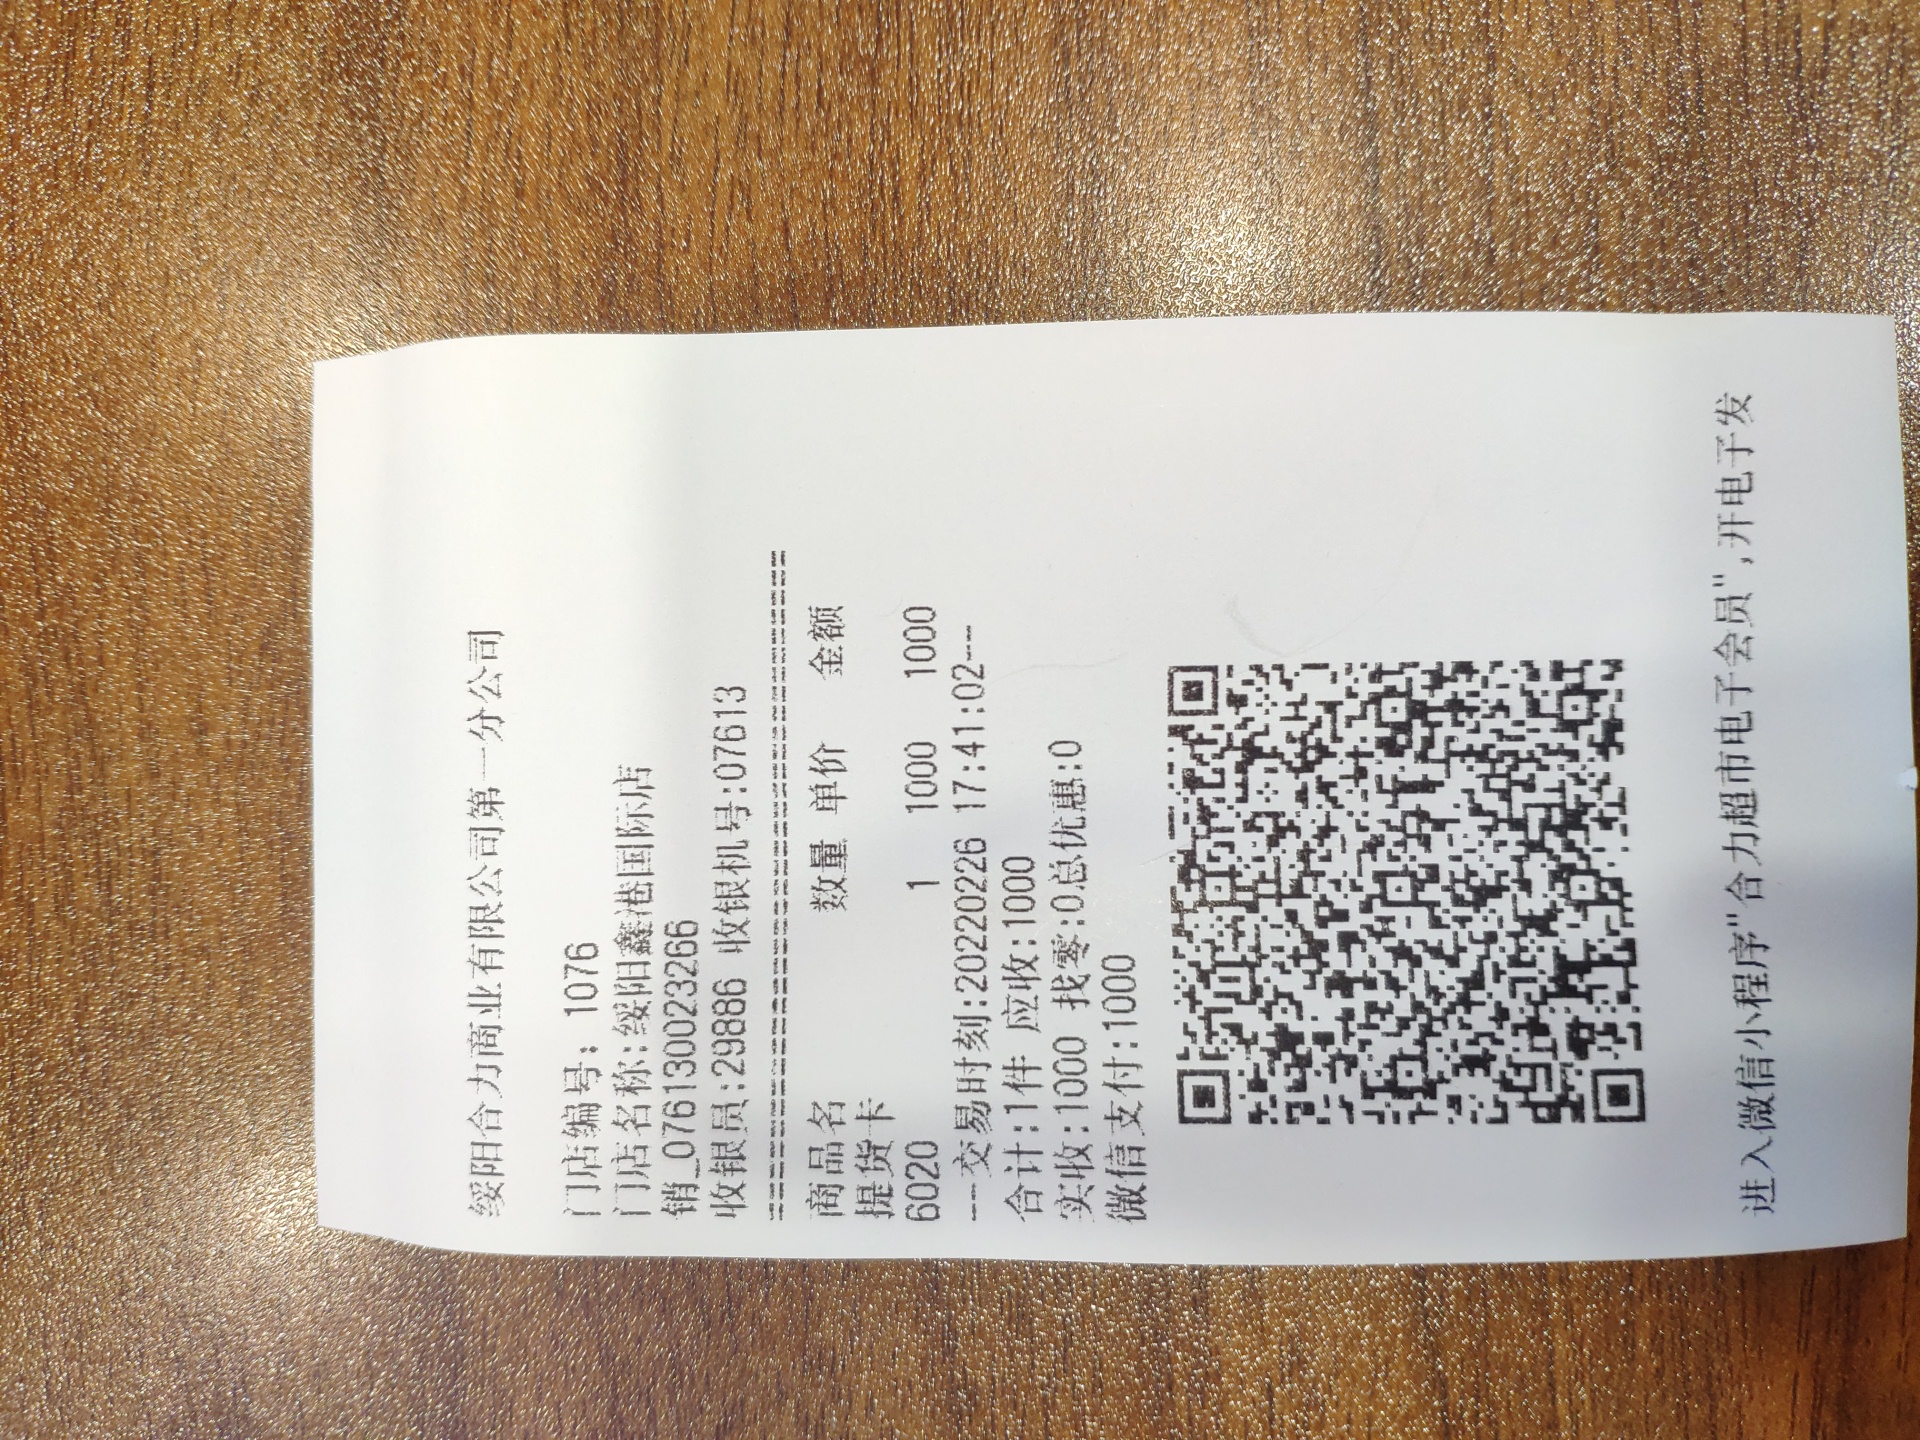 绥阳合力商业有限公司第一分公司
门店编号: 1076
门店名称:绥阳鑫港国际店
销_0761300023266
收银员:29886 收银机号:07613
================================
商品名 数量 单价 金额
提货卡
6020 1 1000 1000
---交易时刻:20220226 17:41:02---
合计:1件 应收:1000
实收:1000 找零:0总优惠:0
微信支付:1000
进入微信小程序"合力超市电子会员",开电子发